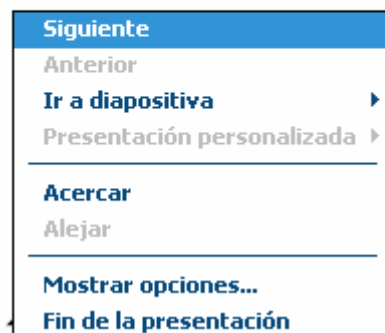 Siguiente
Anterior
Ir a diapositiva
Presentación personalizada
Acercar
Alejar
Mostrar opciones...
Fin de la presentación